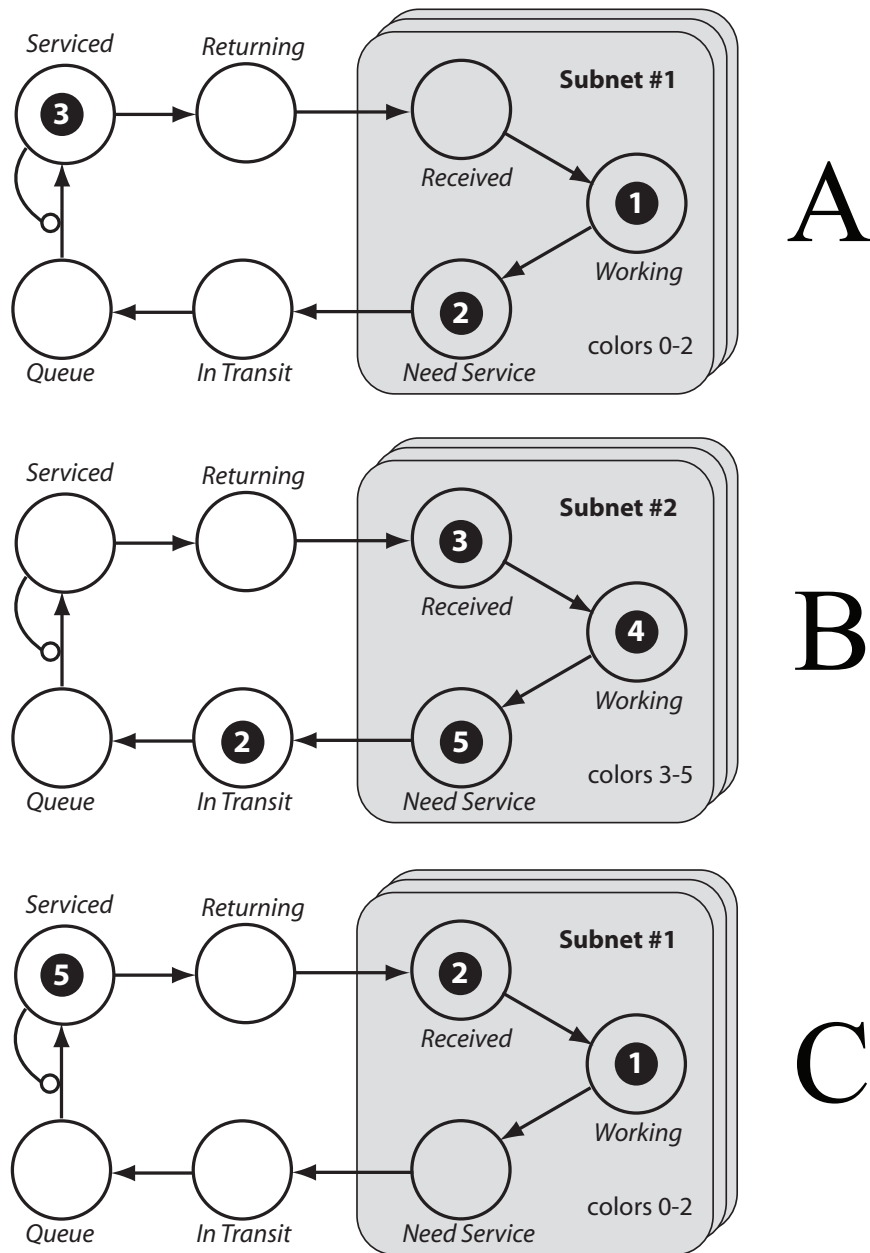 Serviced
Returning
Subnet #1
3
Received
A
1
Working
2
colors 0-2
Queue
In Transit
Need Service
Serviced
Returning
Subnet #2
3
Received
B
4
Working
2
5
colors 3-5
Queue
In Transit
Need Service
Serviced
Returning
Subnet #1
5
2
Received
C
1
Working
colors 0-2
Queue
In Transit
Need Service